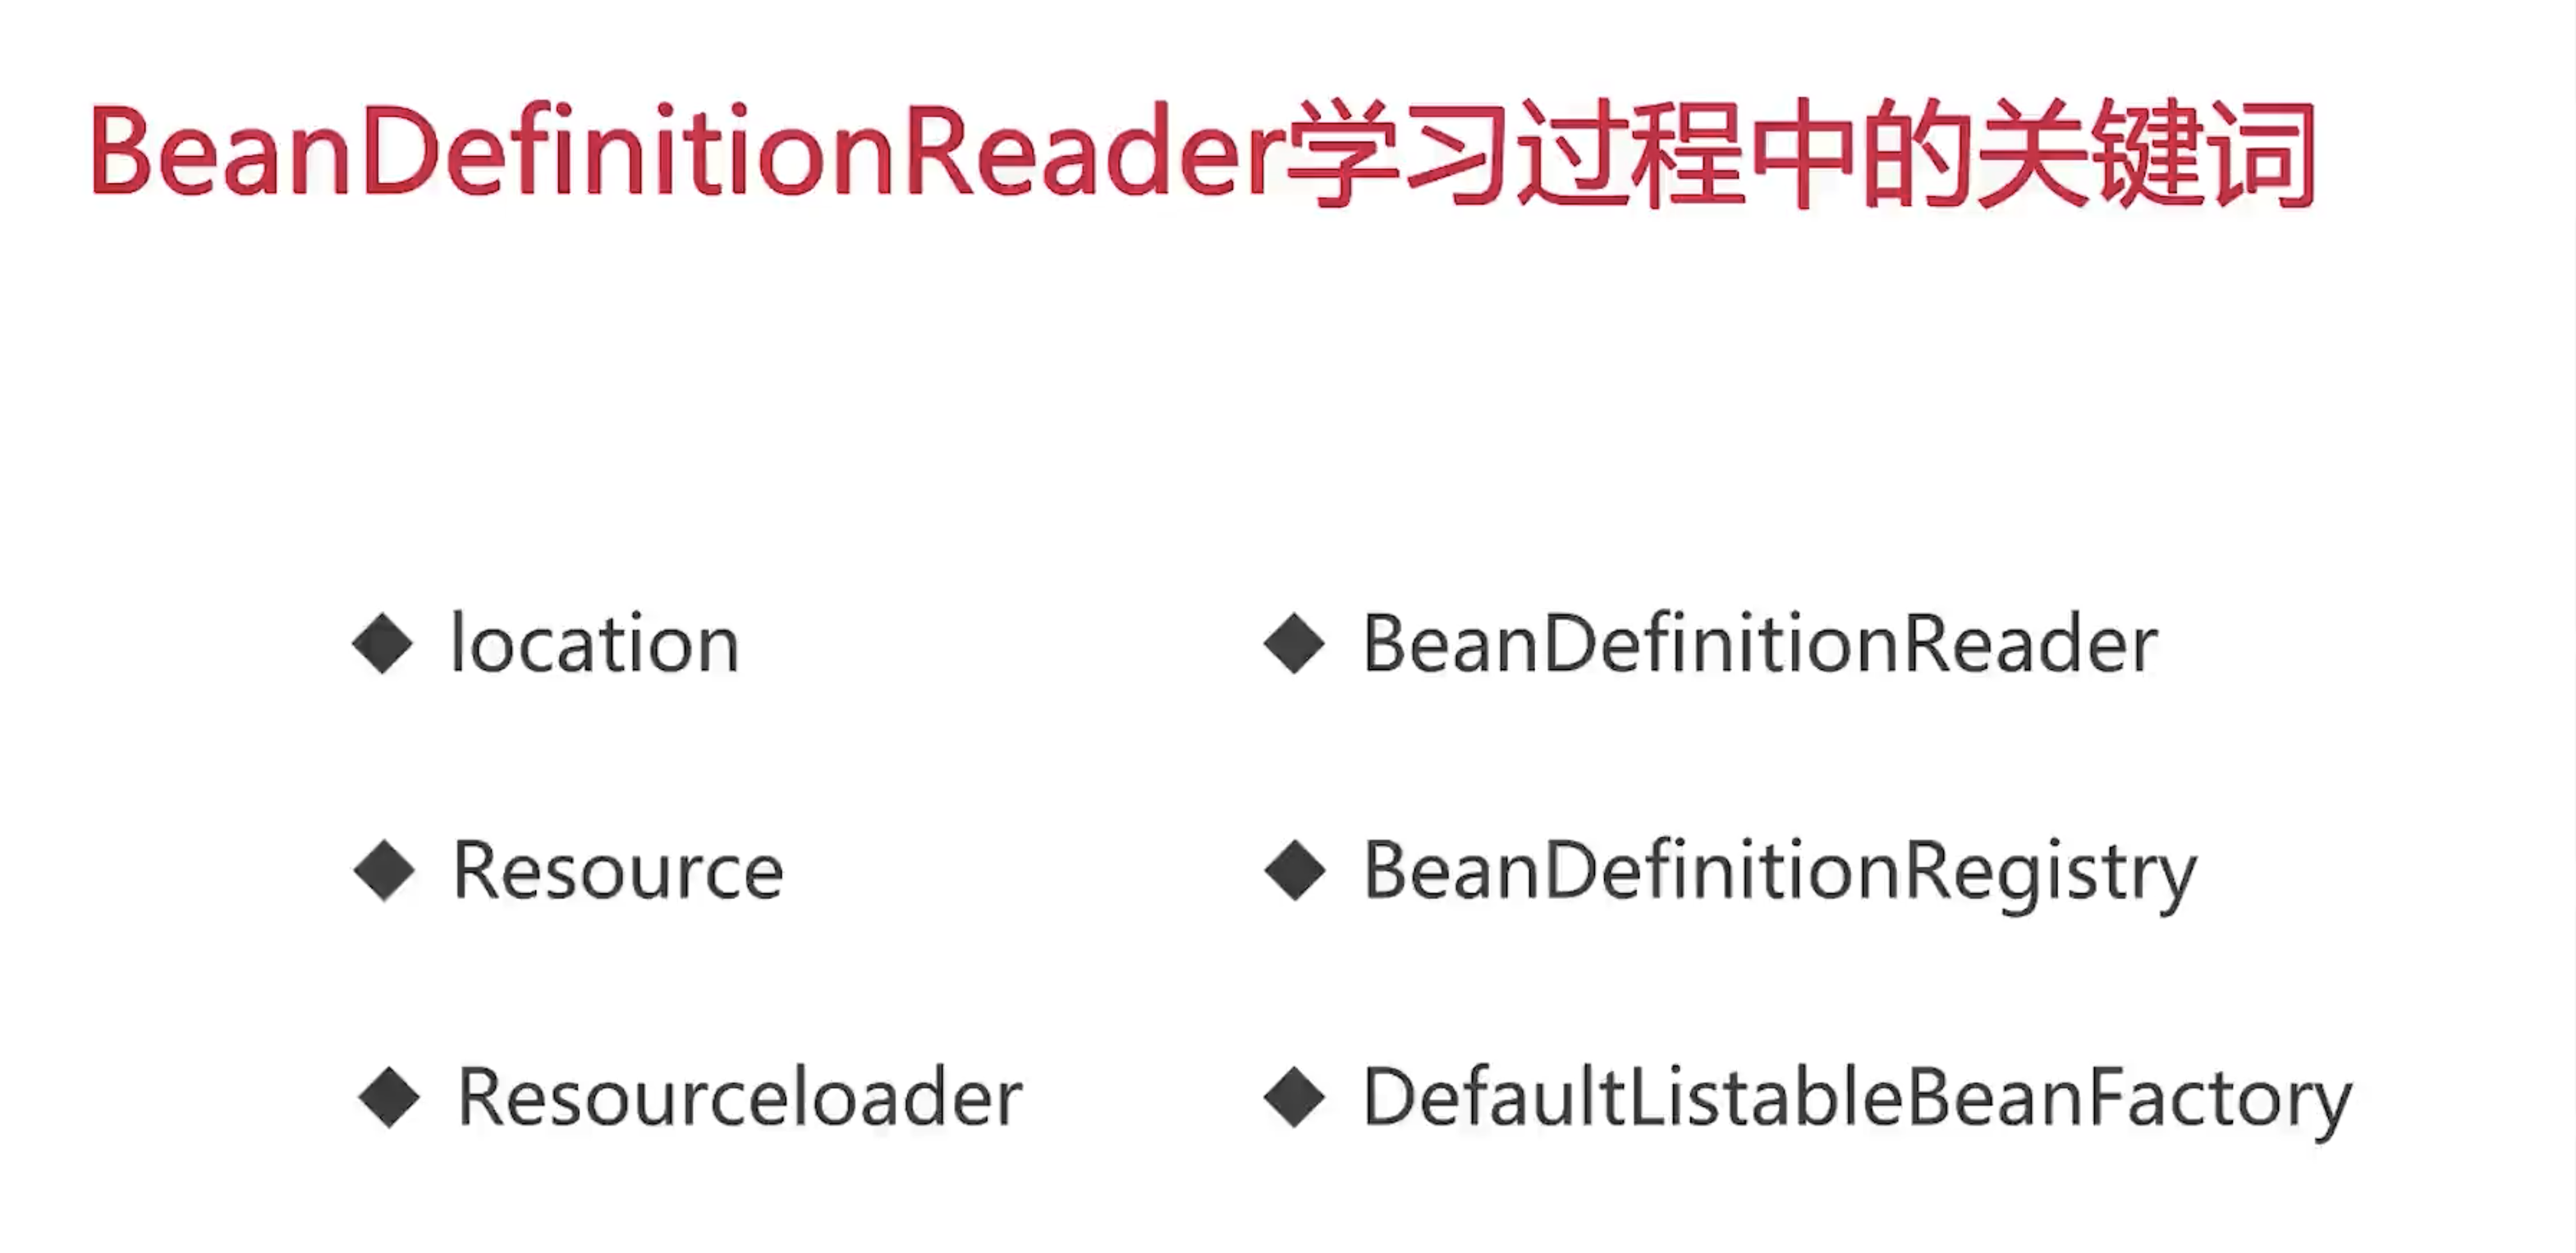 BeanDefinitionReader学习过程中的关键词
◆ location
◆ Resource
◆ Resourceloader
◆ BeanDefinitionReader
◆ BeanDefinitionRegistry
◆ DefaultListableBeanFactory